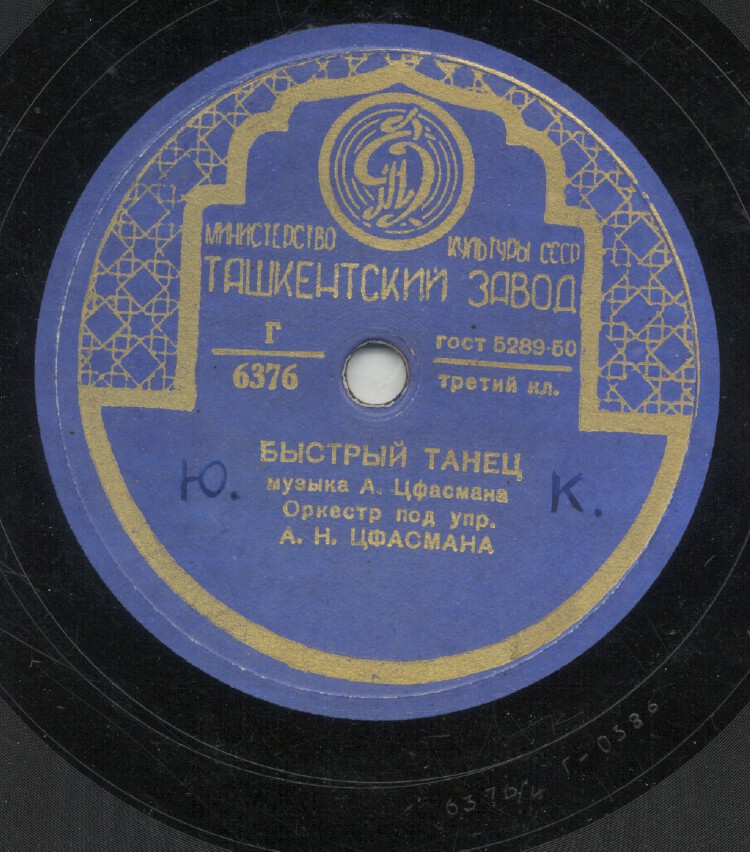 МИНИСТЕРСТВО КУЛЬТУРЫ СССР
ТАШКЕНТСКИЙ ЗАВОД
Г
6376
ГОСТ 5289-50
третий кл.
БЫСТРЫЙ ТАНЕЦ
музыка А. Цфасмана
Ю.
К.
Оркестр под упр.
А. Н. ЦФАСМАНА